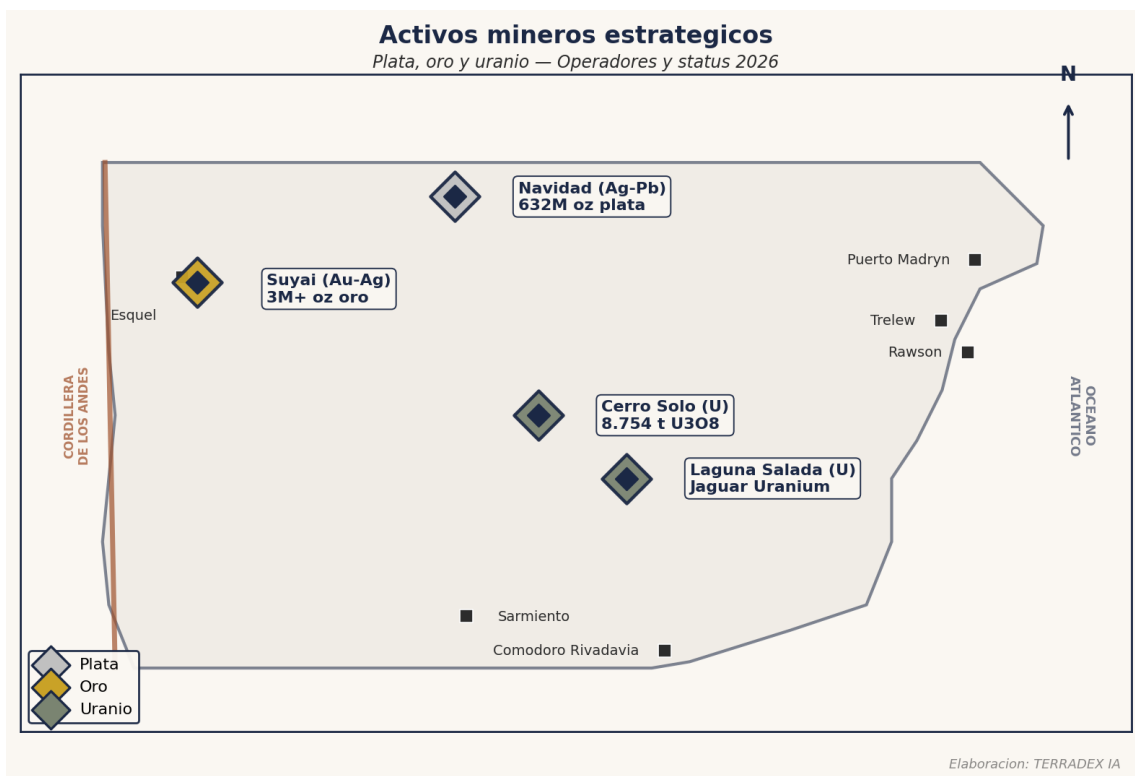 Activos mineros estrategicos
Plata, oro y uranio — Operadores y status 2026
N
Navidad (Ag-Pb)
632M oz plata
Puerto Madryn
Suyai (Au-Ag)
3M+ oz oro
Esquel
Trelew
Rawson
CORDILLERA
DE LOS ANDES
OCEANO
ATLANTICO
Cerro Solo (U)
8.754 t U3O8
Laguna Salada (U)
Jaguar Uranium
Sarmiento
Comodoro Rivadavia
Plata
Oro
Uranio
Elaboracion: TERRADEX IA